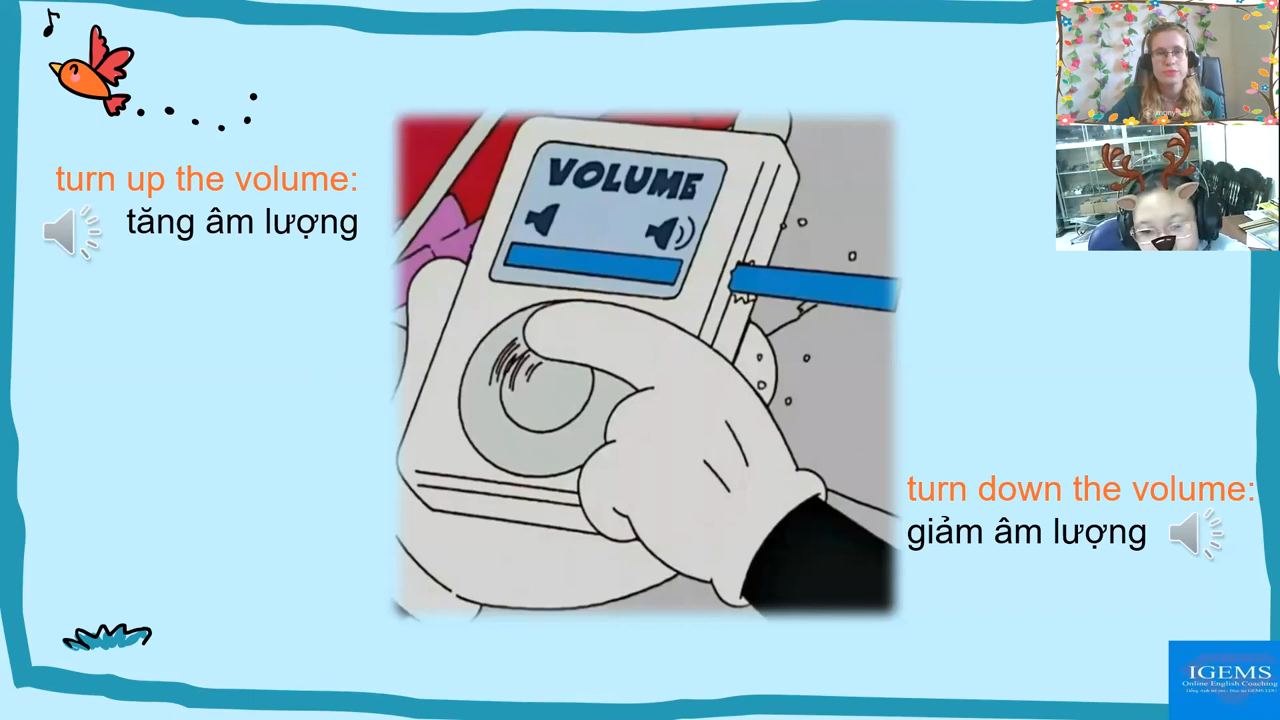 turn up the volume:
tăng âm lượng
VOLUME
turn down the volume:
giảm âm lượng
IGEMS
Online English Coaching